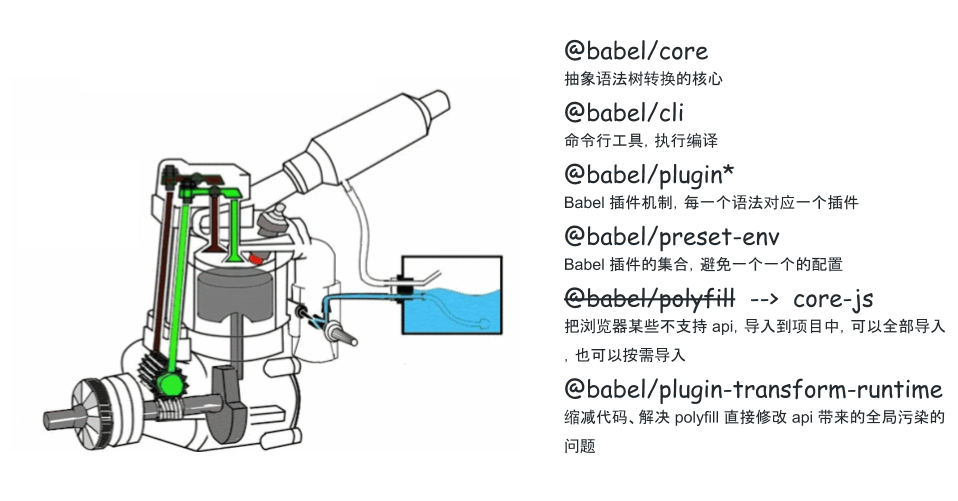 @babel/core
抽象语法树转换的核心
@babel/cli
命令行工具, 执行编译
@babel/plugin*
Babel 插件机制, 每一个语法对应一个插件
@babel/preset-env
Babel 插件的集合, 避免一个一个的配置
@babel/polyfill --> core-js
把浏览器某些不支持 api, 导入到项目中, 可以全部导入
, 也可以按需导入
@babel/plugin-transform-runtime
缩减代码、解决 polyfill 直接修改 api 带来的全局污染的
问题